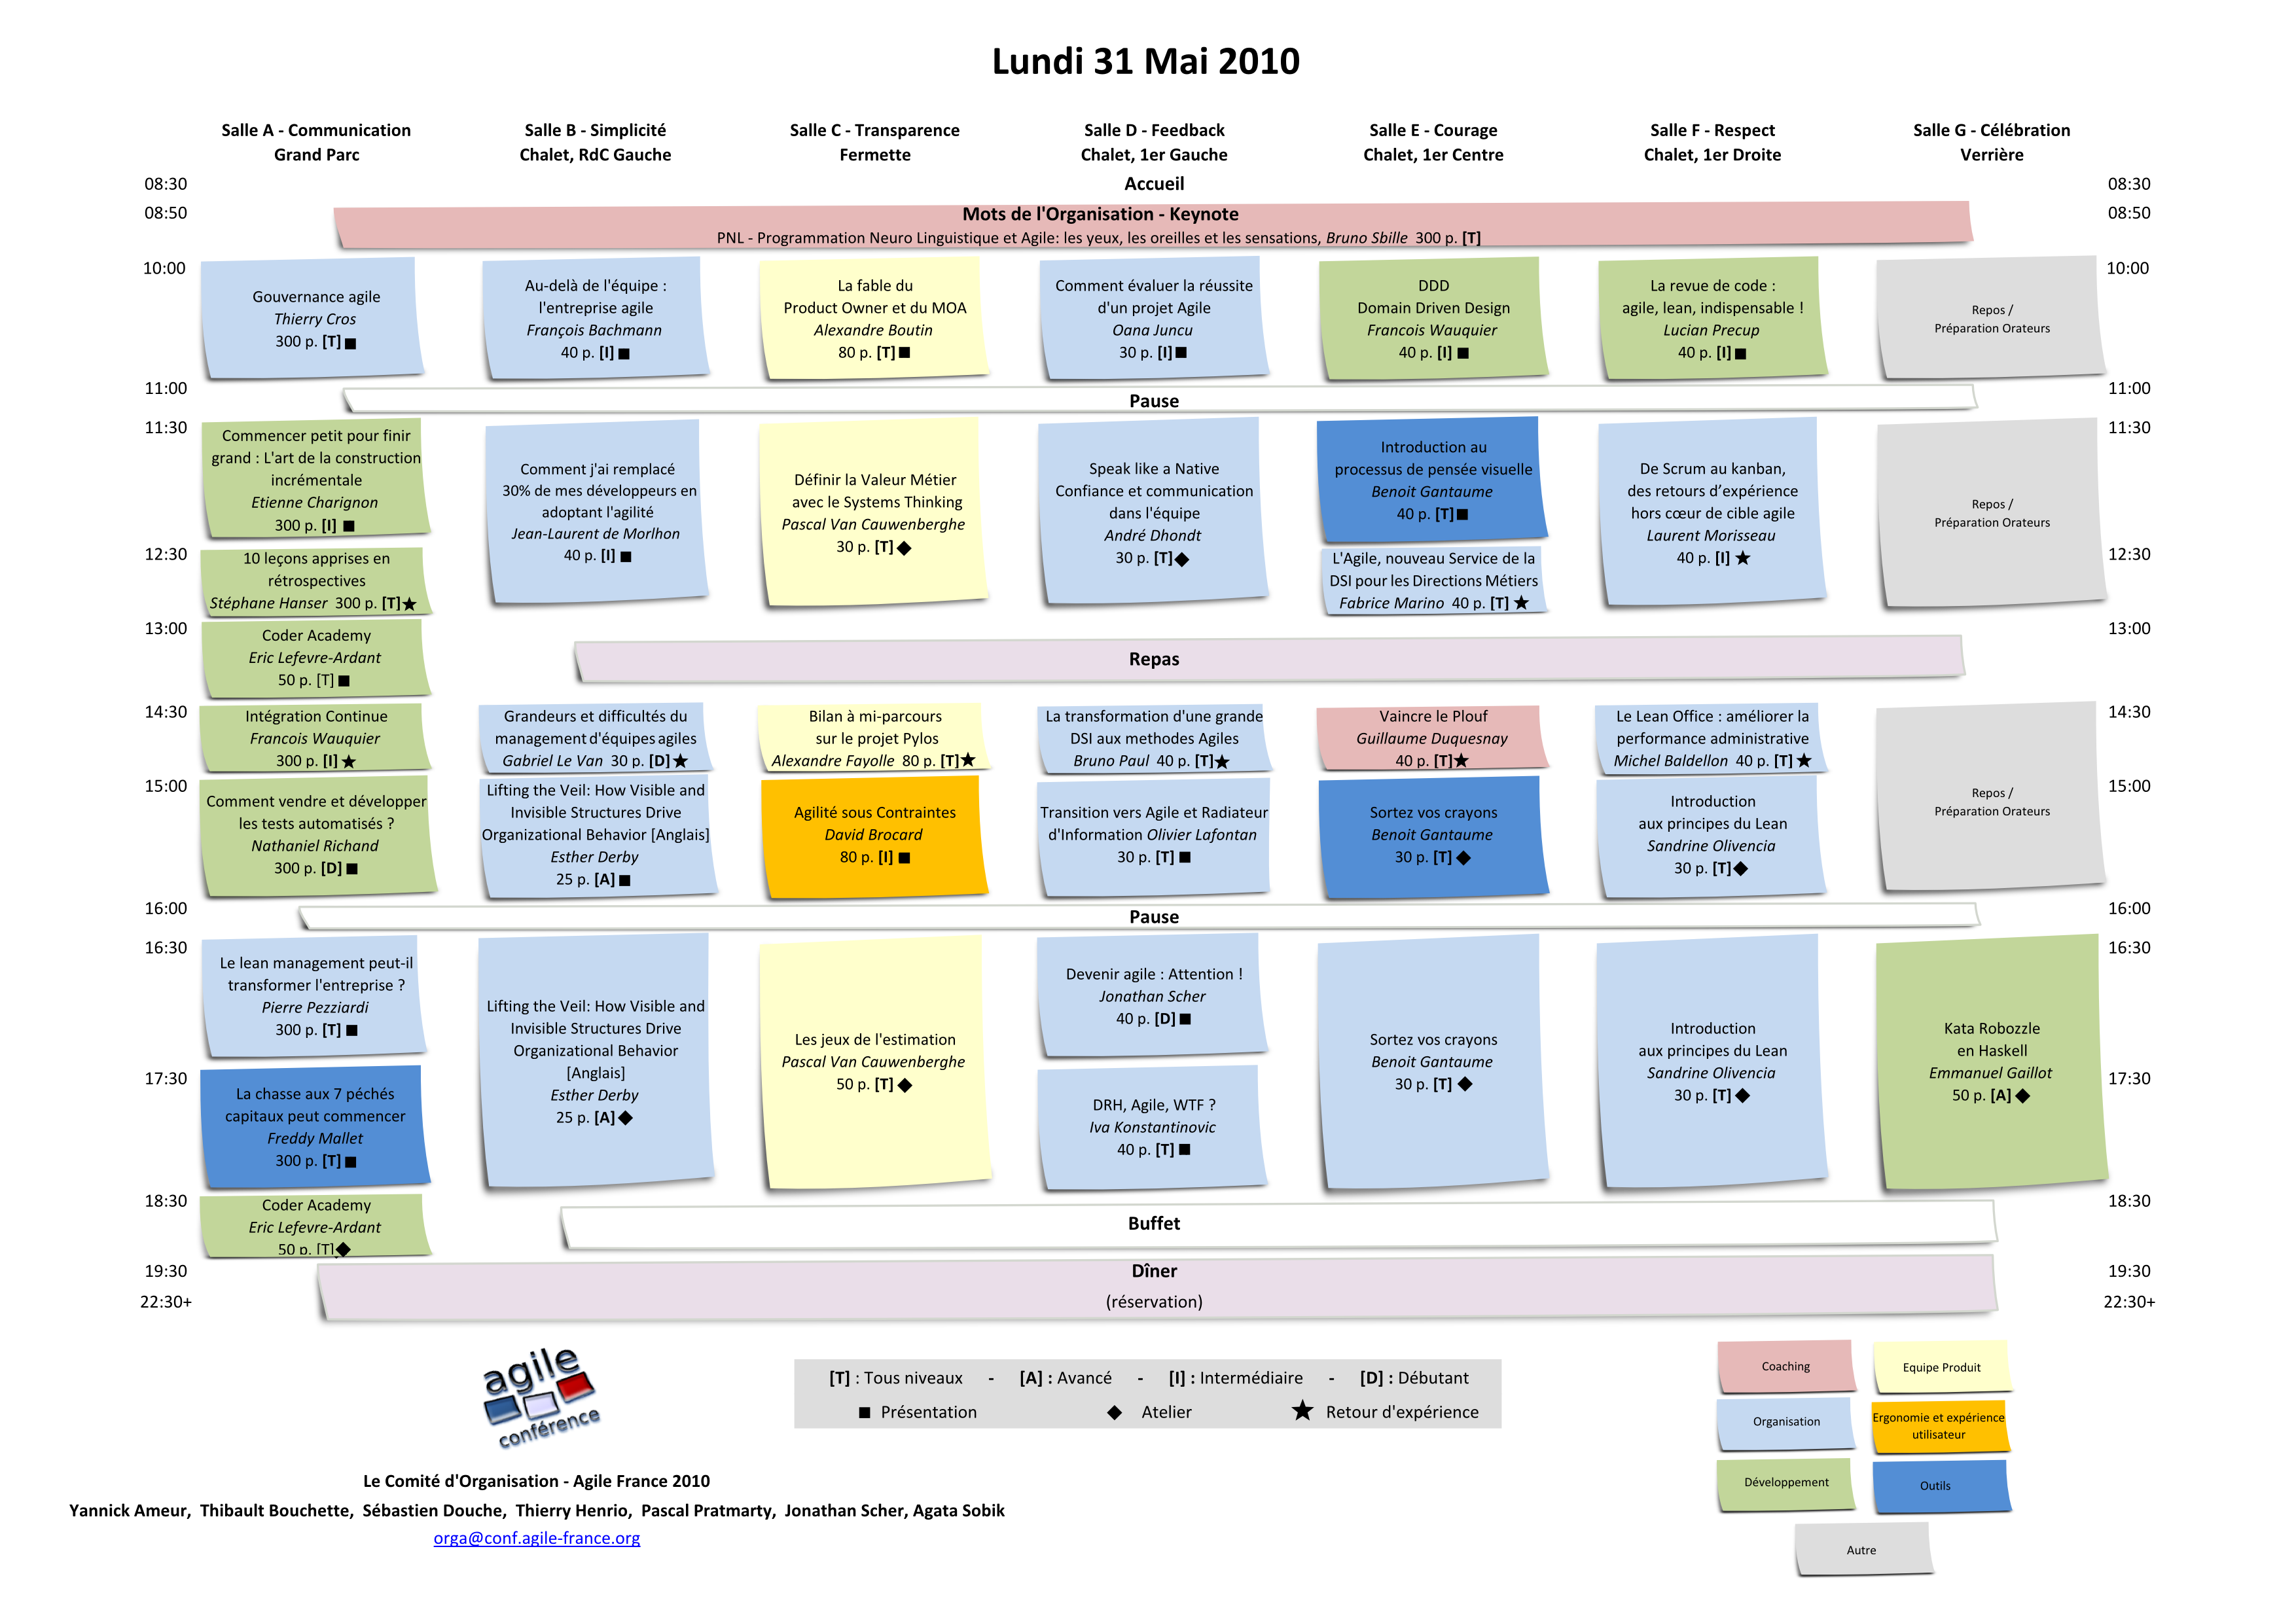 Lundi 31 Mai 2010
Salle A - Communication
Grand Parc
Salle B - Simplicité
Chalet, RdC Gauche
Salle C - Transparence
Fermette
Salle D - Feedback
Chalet, 1er Gauche
Salle E - Courage
Chalet, 1er Centre
Salle F - Respect
Chalet, 1er Droite
Salle G - Célébration
Verrière
08:30
Accueil
08:30
08:50
Mots de l'Organisation - Keynote
08:50
PNL - Programmation Neuro Linguistique et Agile: les yeux, les oreilles et les sensations, Bruno Sbille 300 p. [T]
10:00
Gouvernance agile
Thierry Cros
300 p. [T] ■
Au-delà de l'équipe :
l'entreprise agile
François Bachmann
40 p. [I] ■
La fable du
Product Owner et du MOA
Alexandre Boutin
80 p. [T] ■
Comment évaluer la réussite
d'un projet Agile
Oana Juncu
30 p. [I] ■
DDD
Domain Driven Design
Francois Wauquier
40 p. [I] ■
La revue de code :
agile, lean, indispensable !
Lucian Precup
40 p. [I] ■
Repos /
Préparation Orateurs
10:00
11:00
Pause
11:00
11:30
Commencer petit pour finir
grand : L'art de la construction
incrémentale
Etienne Charignon
300 p. [I] ■
Comment j'ai remplacé
30% de mes développeurs en
adoptant l'agilité
Jean-Laurent de Morlhon
40 p. [I] ■
Définir la Valeur Métier
avec le Systems Thinking
Pascal Van Cauwenberghe
30 p. [T] ◆
Speak like a Native
Confiance et communication
dans l'équipe
André Dhondt
30 p. [T] ◆
Introduction au
processus de pensée visuelle
Benoit Gantaume
40 p. [T] ■
De Scrum au kanban,
des retours d’expérience
hors cœur de cible agile
Laurent Morisseau
40 p. [I] ★
Repos /
Préparation Orateurs
11:30
12:30
10 leçons apprises en
rétrospectives
Stéphane Hanser 300 p. [T] ★
L'Agile, nouveau Service de la
DSI pour les Directions Métiers
Fabrice Marino 40 p. [T] ★
12:30
13:00
Coder Academy
Eric Lefevre-Ardant
50 p. [T] ■
Repas
13:00
14:30
Intégration Continue
Francois Wauquier
300 p. [I] ★
Grandeurs et difficultés du
management d'équipes agiles
Gabriel Le Van 30 p. [D] ★
Bilan à mi-parcours
sur le projet Pylos
Alexandre Fayolle 80 p. [T] ★
La transformation d'une grande
DSI aux methodes Agiles
Bruno Paul 40 p. [T] ★
Vaincre le Plouf
Guillaume Duquesnay
40 p. [T] ★
Le Lean Office : améliorer la
performance administrative
Michel Baldellon 40 p. [T] ★
Repos /
Préparation Orateurs
14:30
15:00
Comment vendre et développer
les tests automatisés ?
Nathaniel Richand
300 p. [D] ■
Lifting the Veil: How Visible and
Invisible Structures Drive
Organizational Behavior [Anglais]
Esther Derby
25 p. [A] ■
Agilité sous Contraintes
David Brocard
80 p. [I] ■
Transition vers Agile et Radiateur
d'Information Olivier Lafontan
30 p. [T] ■
Sortez vos crayons
Benoit Gantaume
30 p. [T] ◆
Introduction
aux principes du Lean
Sandrine Olivencia
30 p. [T] ◆
15:00
16:00
Pause
16:00
16:30
Le lean management peut-il
transformer l'entreprise ?
Pierre Pezziardi
300 p. [T] ■
Lifting the Veil: How Visible and
Invisible Structures Drive
Organizational Behavior
[Anglais]
Esther Derby
25 p. [A] ◆
Les jeux de l'estimation
Pascal Van Cauwenberghe
50 p. [T] ◆
Devenir agile : Attention !
Jonathan Scher
40 p. [D] ■
Sortez vos crayons
Benoit Gantaume
30 p. [T] ◆
Introduction
aux principes du Lean
Sandrine Olivencia
30 p. [T] ◆
Kata Robozzle
en Haskell
Emmanuel Gaillot
50 p. [A] ◆
16:30
17:30
La chasse aux 7 péchés
capitaux peut commencer
Freddy Mallet
300 p. [T] ■
DRH, Agile, WTF ?
Iva Konstantinovic
40 p. [T] ■
17:30
18:30
Coder Academy
Eric Lefevre-Ardant
50 p. [T] ◆
Buffet
18:30
19:30
Dîner
19:30
22:30+
(réservation)
22:30+
agile
conférence
[T] : Tous niveaux - [A] : Avancé - [I] : Intermédiaire - [D] : Débutant
■ Présentation ◆ Atelier ★ Retour d'expérience
Coaching
Equipe Produit
Organisation
Ergonomie et expérience
utilisateur
Développement
Outils
Autre
Le Comité d'Organisation - Agile France 2010
Yannick Ameur, Thibault Bouchette, Sébastien Douche, Thierry Henrio, Pascal Pratmarty, Jonathan Scher, Agata Sobik
orga@conf.agile-france.org